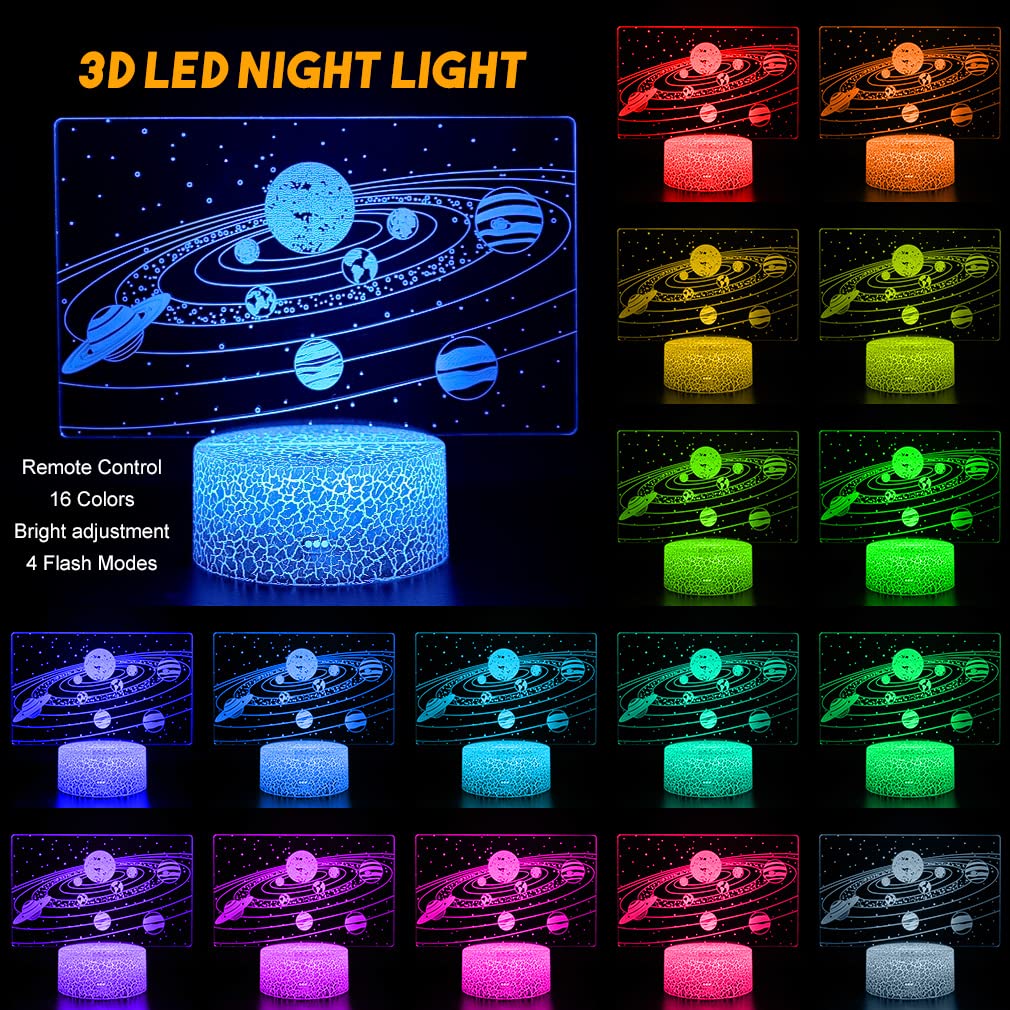 3D LED NIGHT LIGHT
Remote Control
16 Colors
Bright adjustment
4 Flash Modes